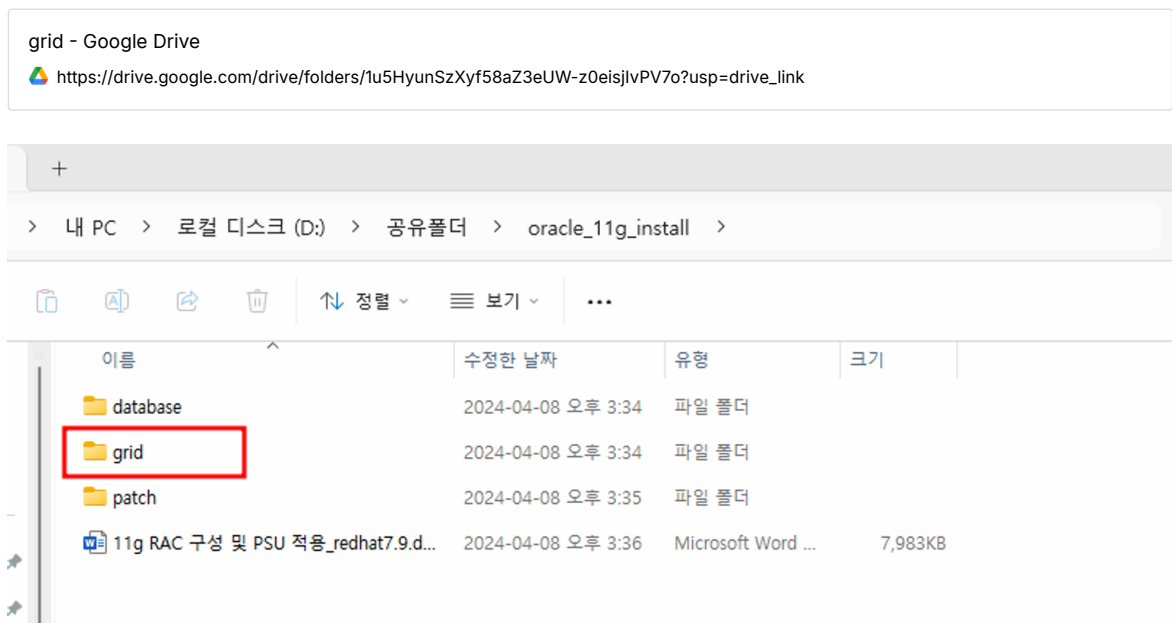 grid - Google Drive
https://drive.google.com/drive/folders/1u5HyunSzXyf58aZ3eUW-z0eisjIvPV7o?usp=drive_link
+
> 내 PC > 로컬 디스크 (D:) > 공유폴더 > oracle_11g_install >
정렬 보기 ...
이름 수정한 날짜 유형 크기
database 2024-04-08 오후 3:34 파일 폴더
grid 2024-04-08 오후 3:34 파일 폴더
patch 2024-04-08 오후 3:35 파일 폴더
11g RAC 구성 및 PSU 적용_redhat7.9.d... 2024-04-08 오후 3:36 Microsoft Word ... 7,983KB